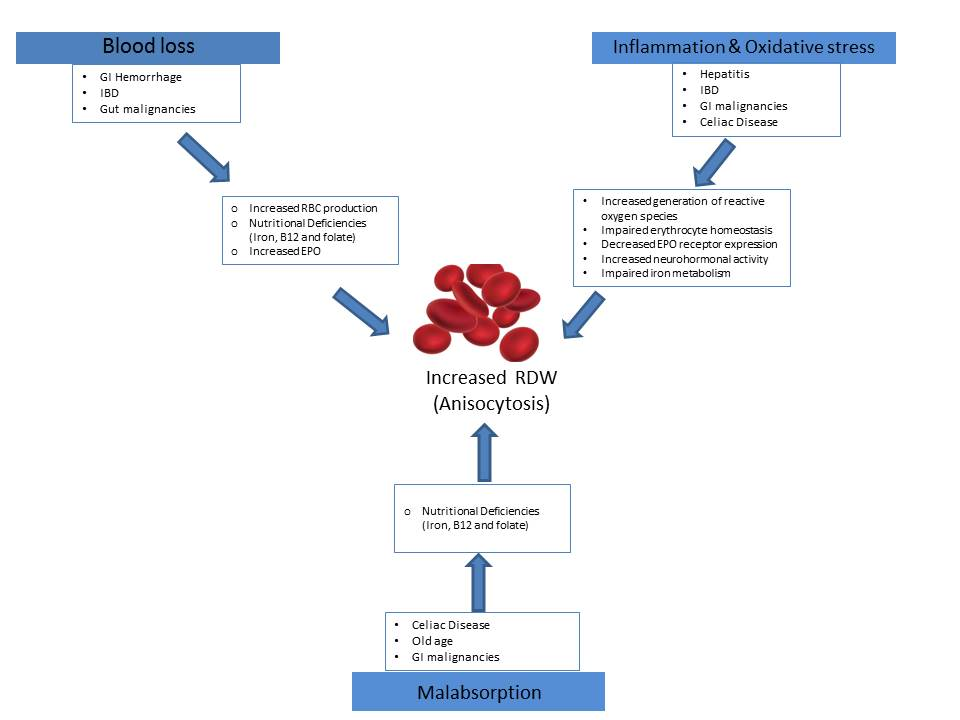 Blood loss
• GI Hemorrhage
• IBD
• Gut malignancies
Inflammation & Oxidative stress
• Hepatitis
• IBD
• GI malignancies
• Celiac Disease
o Increased RBC production
o Nutritional Deficiencies
(Iron, B12 and folate)
o Increased EPO
• Increased generation of reactive
oxygen species
• Impaired erythrocyte homeostasis
• Decreased EPO receptor expression
• Increased neurohormonal activity
• Impaired iron metabolism
Increased RDW
(Anisocytosis)
o Nutritional Deficiencies
(Iron, B12 and folate)
• Celiac Disease
• Old age
• GI malignancies
Malabsorption